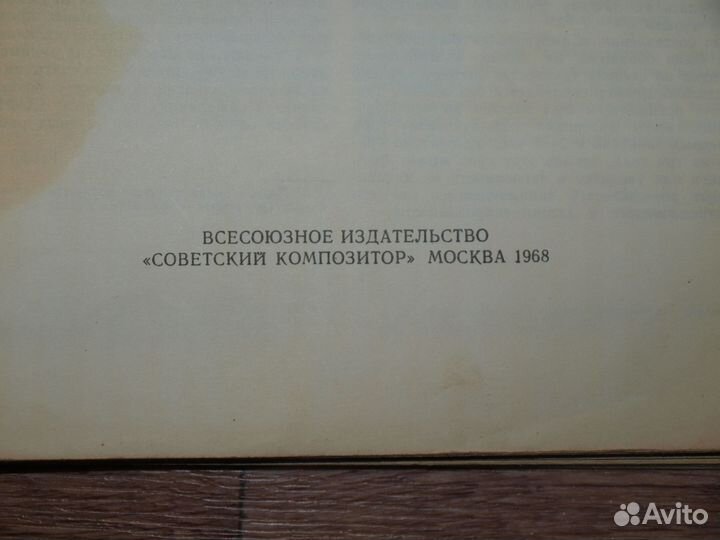 ВСЕСОЮЗНОЕ ИЗДАТЕЛЬСТВО
«СОВЕТСКИЙ КОМПОЗИТОР» МОСКВА 1968
Avito